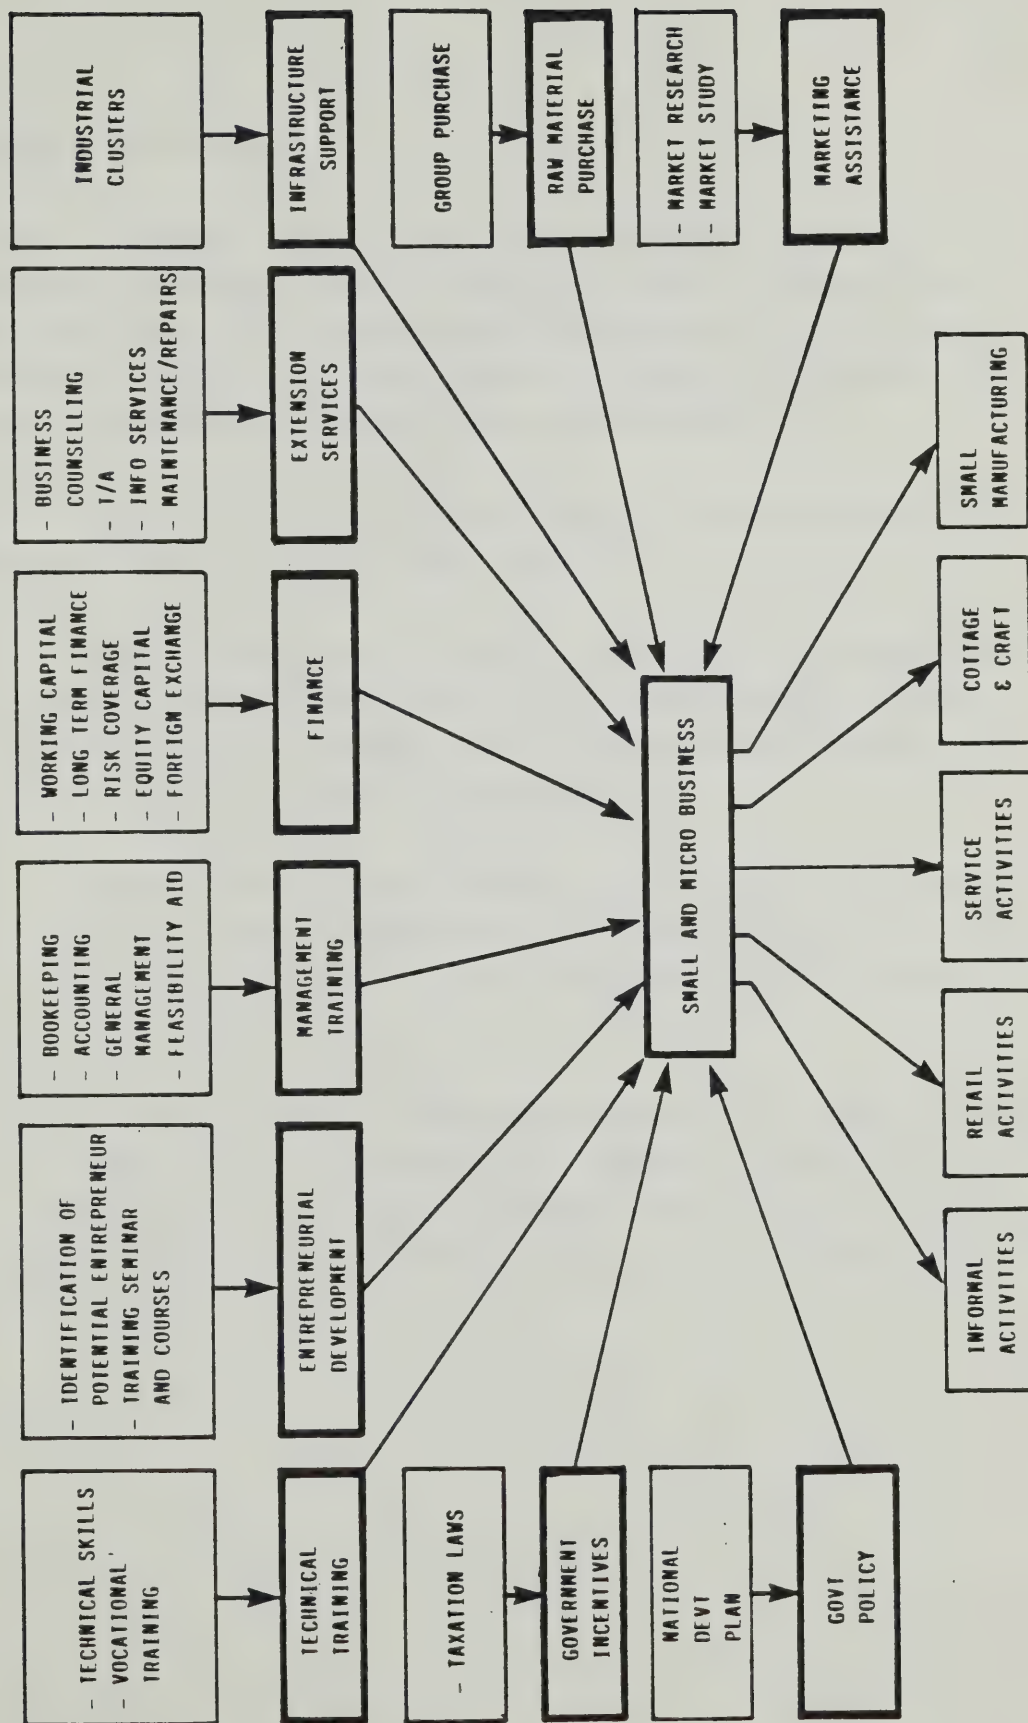 - TECHNICAL SKILLS
- VOCATIONAL
TRAINING
TECHNICAL
TRAINING
- IDENTIFICATION OF
POTENTIAL ENTREPRENEUR
- TRAINING SEMINAR
AND COURSES
ENTREPRENEURIAL
DEVELOPMENT
- BOOKEEPING
- ACCOUNTING
- GENERAL
MANAGEMENT
- FEASIBILITY AID
MANAGEMENT
TRAINING
- WORKING CAPITAL
- LONG TERM FINANCE
- RISK COVERAGE
- EQUITY CAPITAL
- FOREIGN EXCHANGE
FINANCE
- BUSINESS
COUNSELLING
- T/A
- INFO SERVICES
- MAINTENANCE/REPAIRS
EXTENSION
SERVICES
INDUSTRIAL
CLUSTERS
INFRASTRUCTURE
SUPPORT
- TAXATION LAWS
GOVERNMENT
INCENTIVES
NATIONAL
DEVT
PLAN
GOVT
POLICY
GROUP PURCHASE
RAW MATERIAL
PURCHASE
- MARKET RESEARCH
- MARKET STUDY
MARKETING
ASSISTANCE
SMALL AND MICRO BUSINESS
INFORMAL
ACTIVITIES
RETAIL
ACTIVITIES
SERVICE
ACTIVITIES
COTTAGE
& CRAFT
SMALL
MANUFACTURING